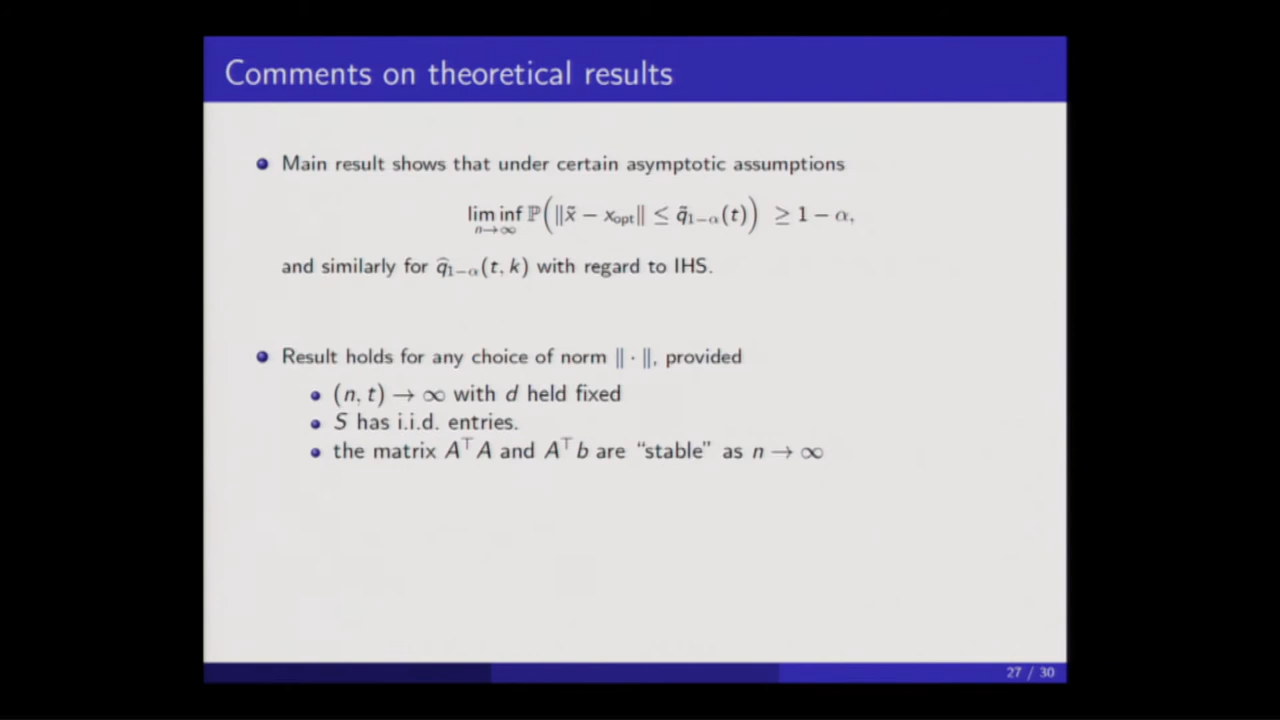 Comments on theoretical results
Main result shows that under certain asymptotic assumptions
lim inf_{n→∞} ℙ(‖x̃ − x_opt‖ ≤ q̃_{1−α}(t)) ≥ 1 − α,
and similarly for q̂_{1−α}(t, k) with regard to IHS.
Result holds for any choice of norm ‖ · ‖, provided
(n, t) → ∞ with d held fixed
S has i.i.d. entries.
the matrix A^⊤A and A^⊤b are “stable” as n → ∞
27 / 30